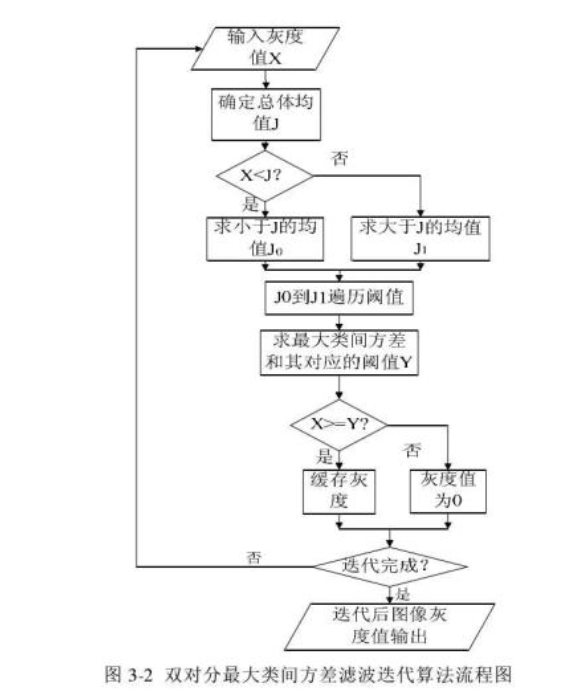 输入灰度
值X
确定总体均
值J
X<J?
否
是
求小于J的均
值J₀
求大于J的均值
J₁
J0到J1遍历阈值
求最大类间方差
和其对应的阈值Y
X>=Y?
否
是
缓存灰
度
灰度值
为0
迭代完成？
否
是
迭代后图像灰
度值输出
图 3-2 双对分最大类间方差滤波迭代算法流程图